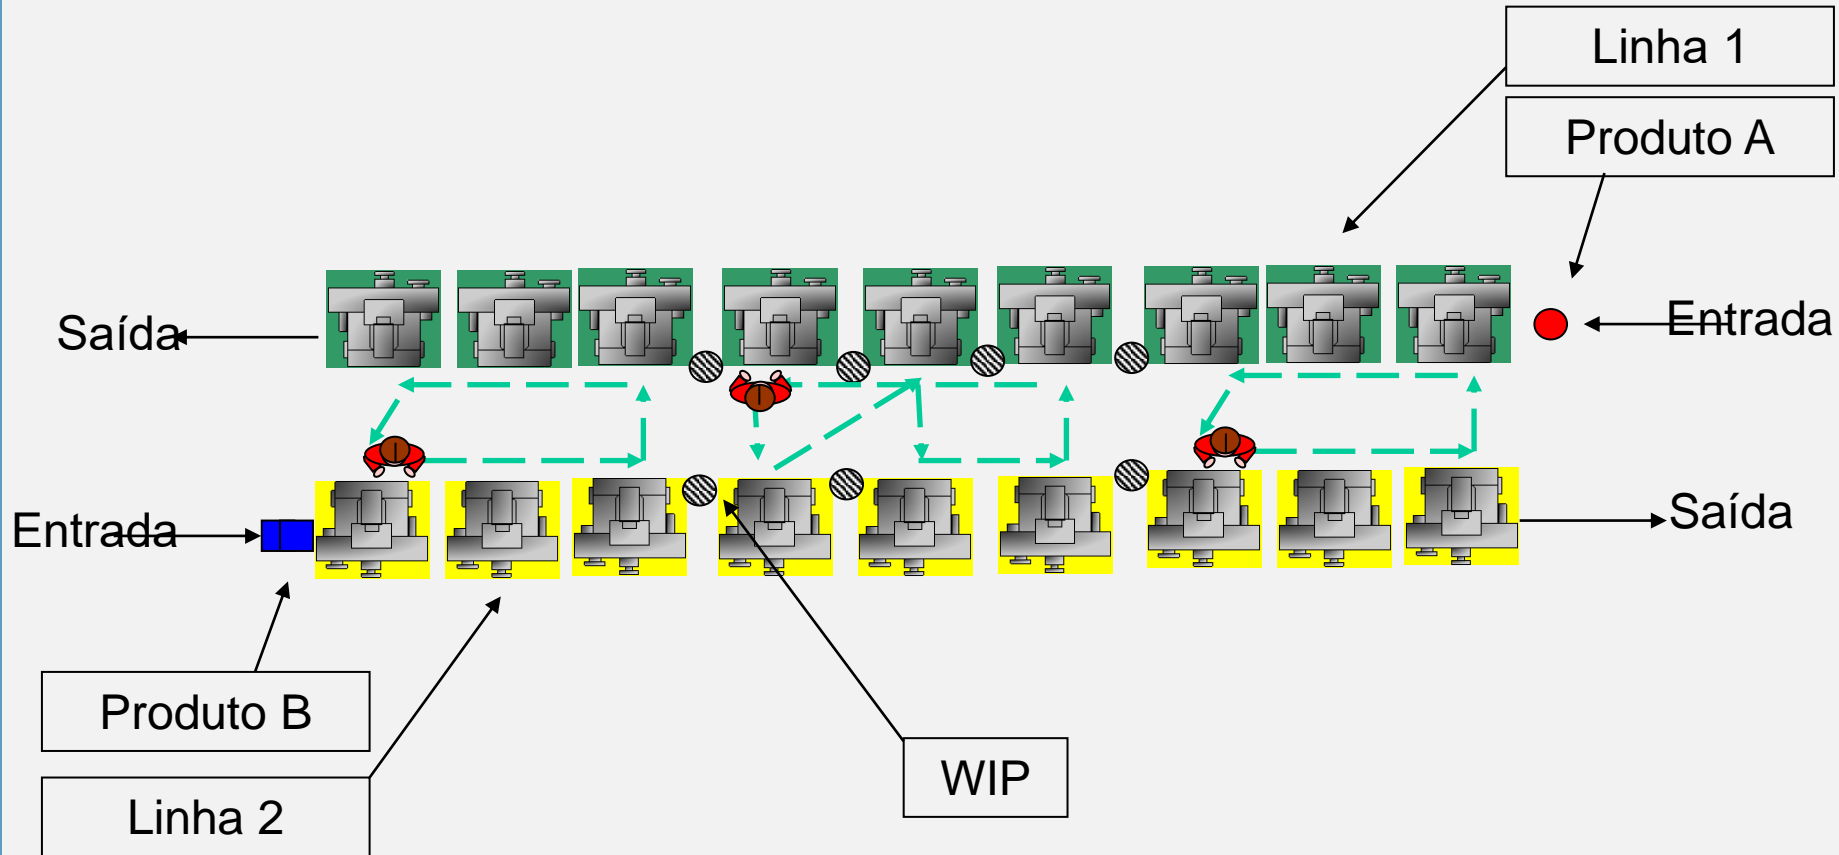 Linha 1
Produto A
Saída
Entrada
Entrada
Saída
Produto B
WIP
Linha 2